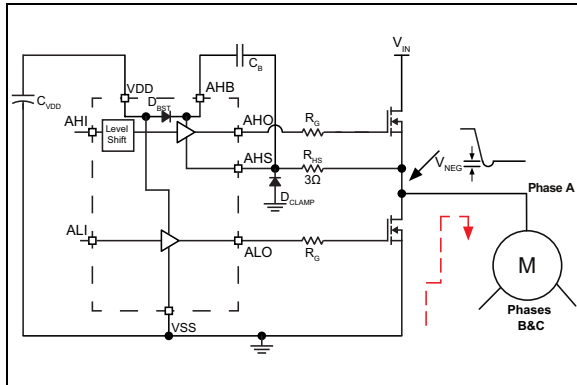 VDD
AHB
C_B
V_IN
C_VDD
D_BST
AHI
Level
Shift
AHO
R_G
AHS
R_HS
3Ω
V_NEG
Phase A
D_CLAMP
ALI
ALO
R_G
M
Phases
B&C
VSS